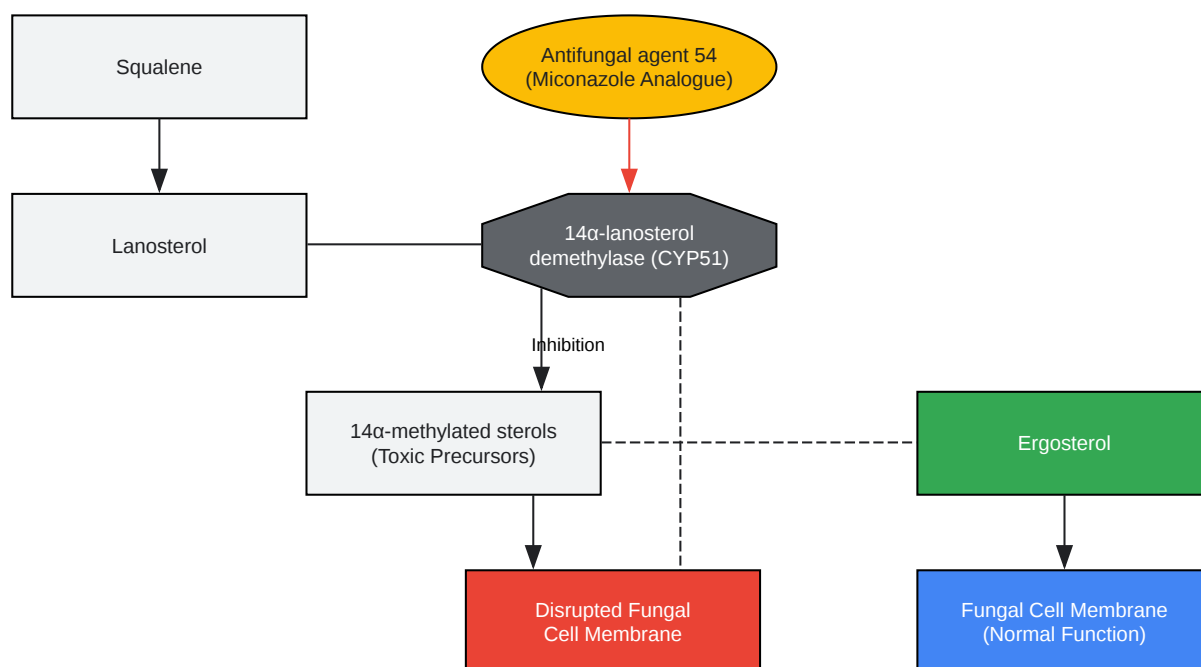 Squalene
Antifungal agent 54
(Miconazole Analogue)
Lanosterol
14α-lanosterol
demethylase (CYP51)
Inhibition
14α-methylated sterols
(Toxic Precursors)
Ergosterol
Disrupted Fungal
Cell Membrane
Fungal Cell Membrane
(Normal Function)